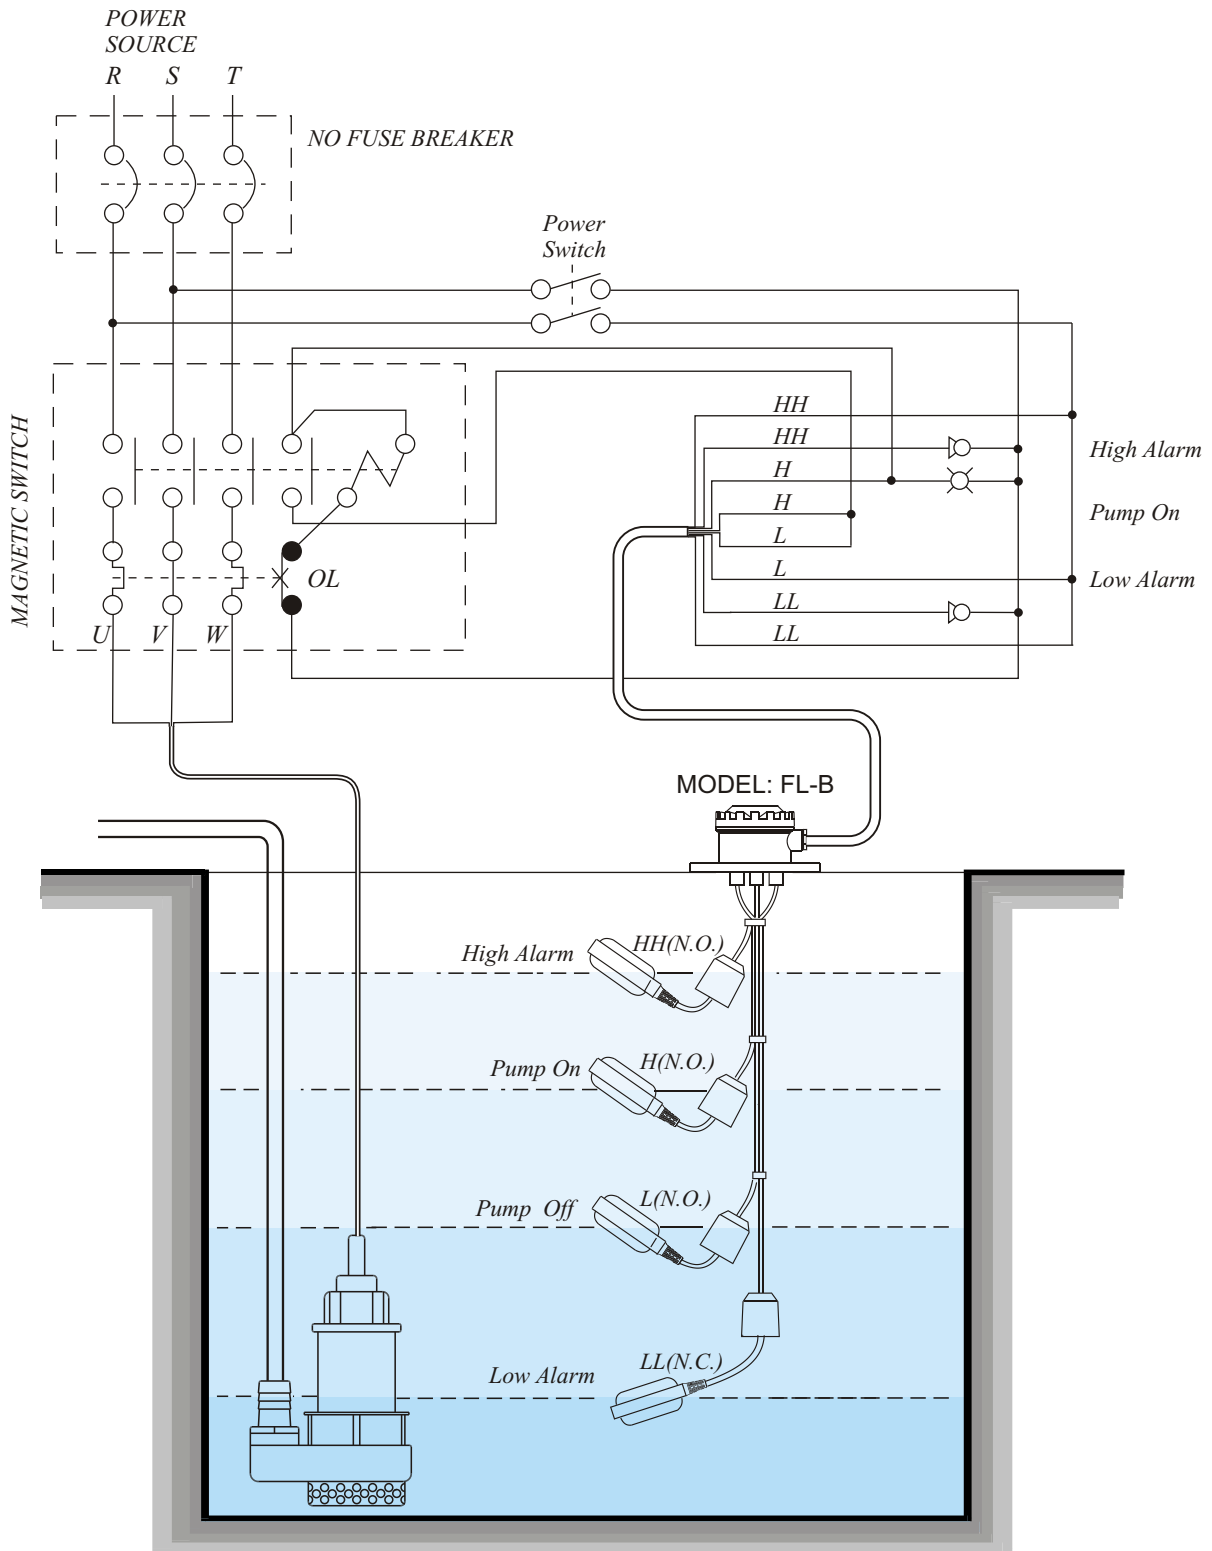 POWER
SOURCE
R S T
NO FUSE BREAKER
Power
Switch
MAGNETIC SWITCH
HH
HH
High Alarm
H
H
Pump On
L
L
Low Alarm
LL
LL
OL
U V W
MODEL: FL-B
High Alarm HH(N.O.)
Pump On H(N.O.)
Pump Off L(N.O.)
Low Alarm LL(N.C.)